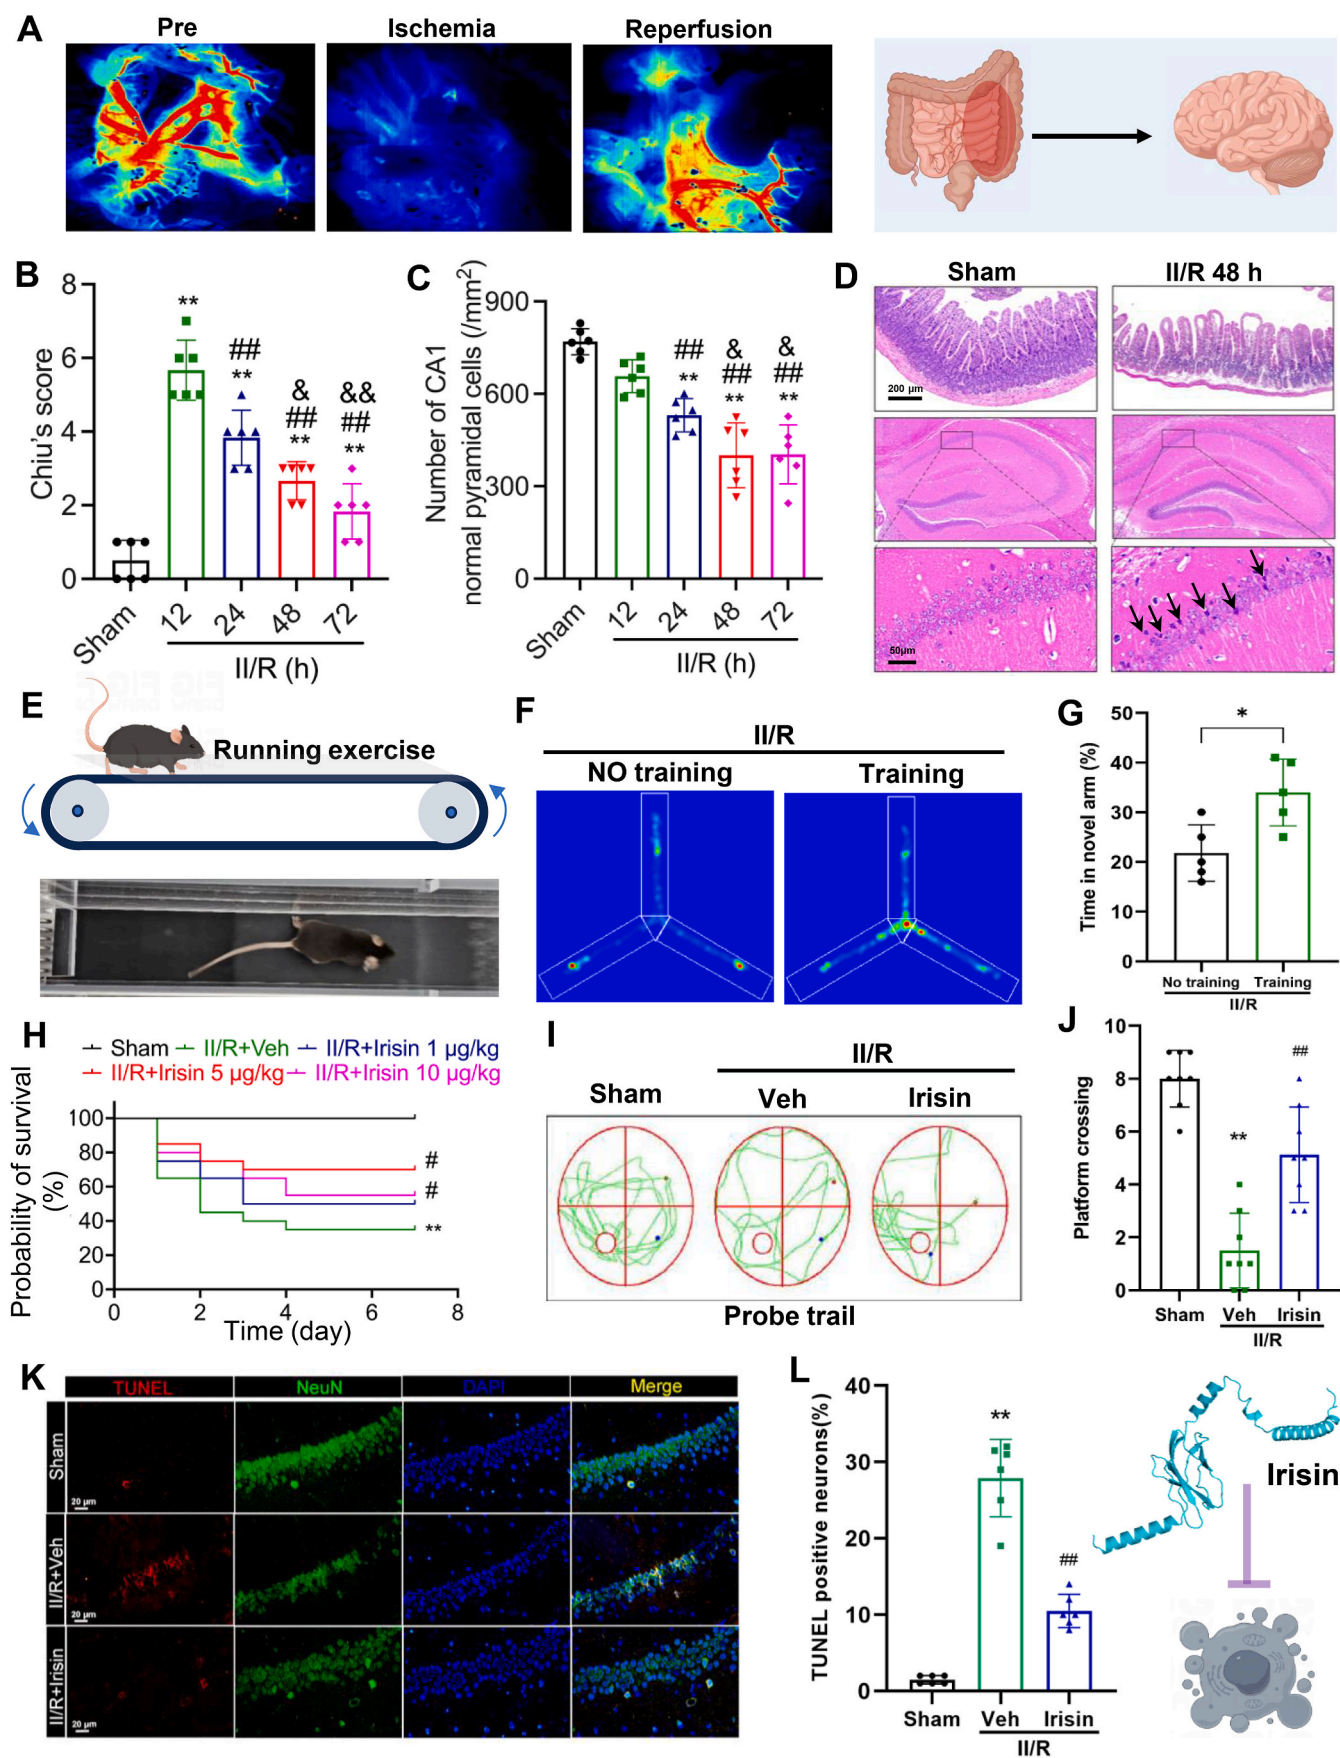 A
Pre
Ischemia
Reperfusion
B
Chiu's score
8
6
4
2
0
**
##
**
&
##
**
&&
##
**
Sham
12
24
48
72
II/R (h)
C
Number of CA1
normal pyramidal cells (/mm²)
900
600
300
0
##
**
&
##
**
&
##
**
Sham
12
24
48
72
II/R (h)
D
Sham
II/R 48 h
200 μm
50μm
E
Running exercise
F
II/R
NO training
Training
G
Time in novel arm (%)
50
40
30
20
10
0
*
No training
Training
II/R
H
Sham
II/R+Veh
II/R+Irisin 1 μg/kg
II/R+Irisin 5 μg/kg
II/R+Irisin 10 μg/kg
Probability of survival
(%)
100
80
60
40
20
0
#
#
**
0
2
4
6
8
Time (day)
I
II/R
Sham
Veh
Irisin
Probe trail
J
Platform crossing
10
8
6
4
2
0
**
##
Sham
Veh
Irisin
II/R
K
TUNEL
NeuN
DAPI
Merge
Sham
20 μm
II/R+Veh
20 μm
II/R+Irisin
20 μm
L
TUNEL positive neurons(%)
40
30
20
10
0
**
##
Sham
Veh
Irisin
II/R
Irisin